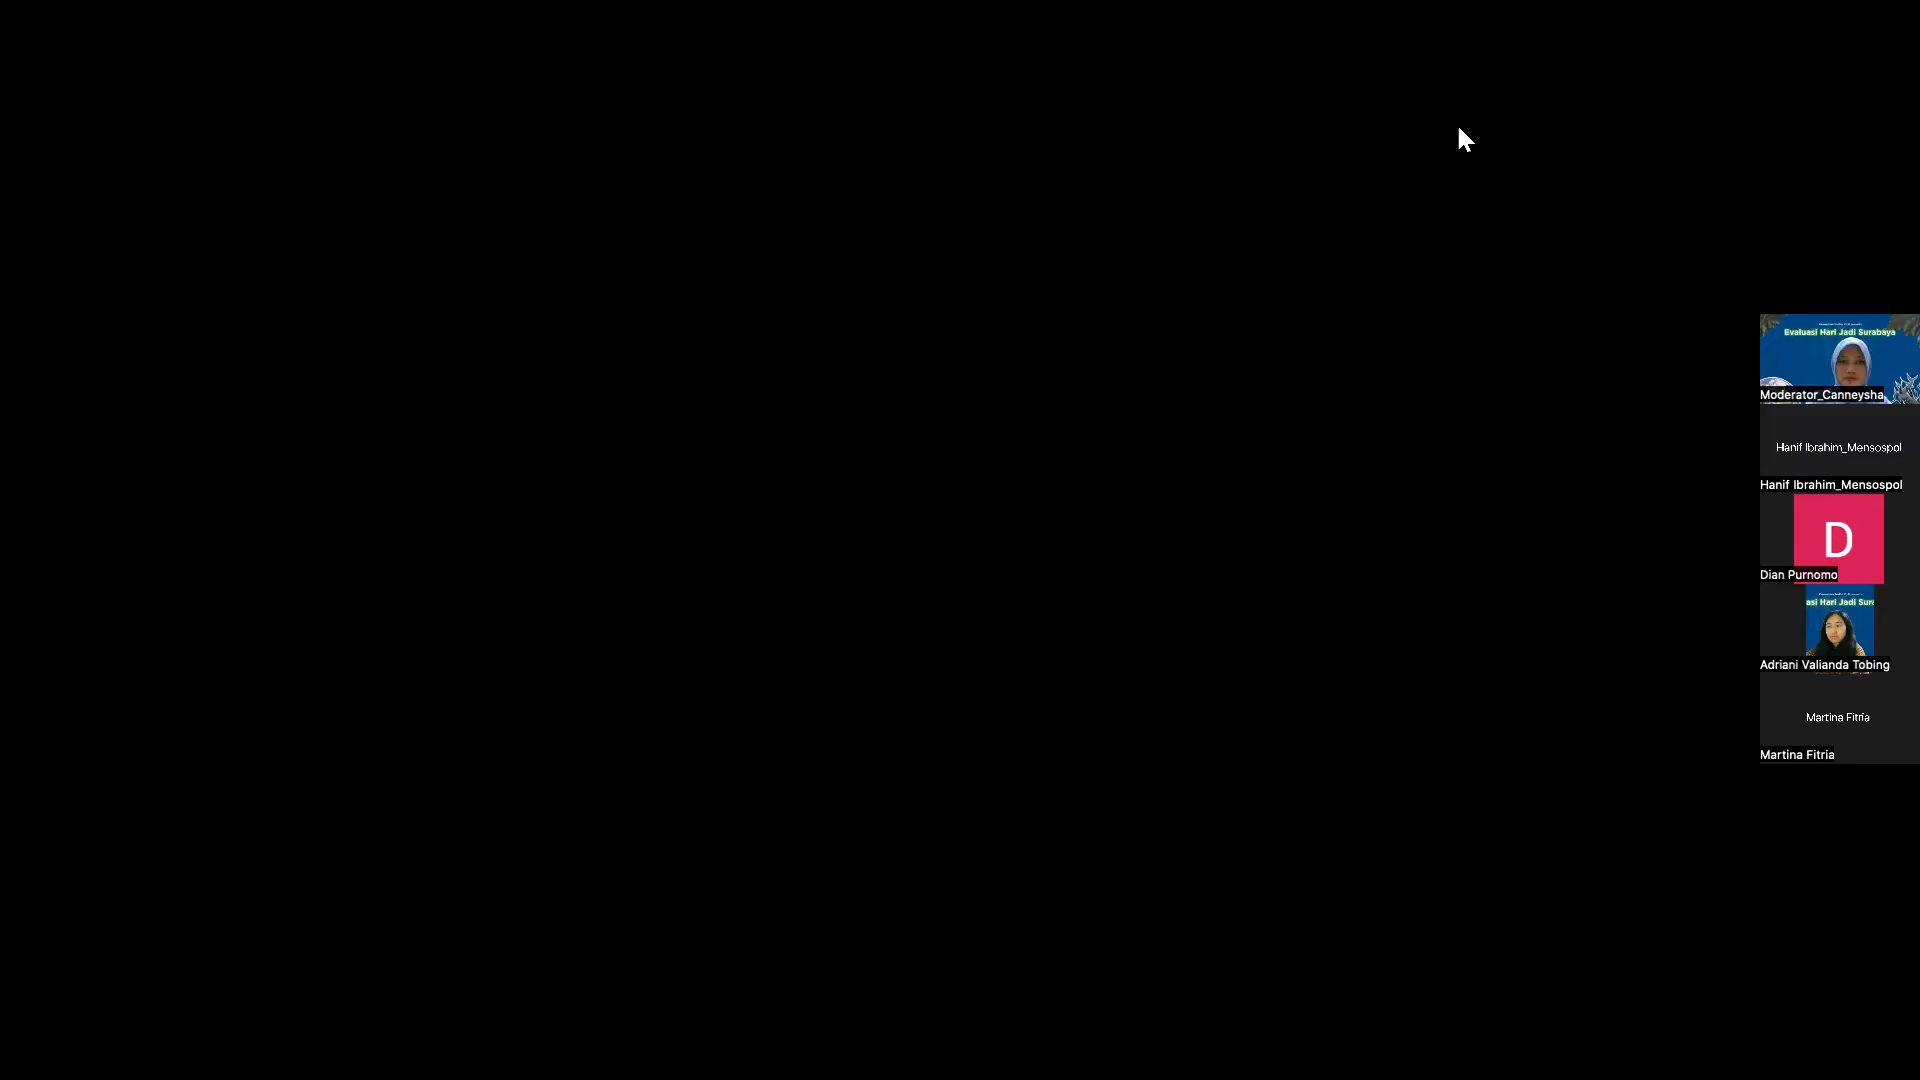 Evaluasi Hari Jadi Surabaya
Moderator_Canneysha
Hanif Ibrahim_Mensospol
Hanif Ibrahim_Mensospol
D
Dian Purnomo
asi Hari Jadi Sura
Adriani Valianda Tobing
Martina Fitria
Martina Fitria